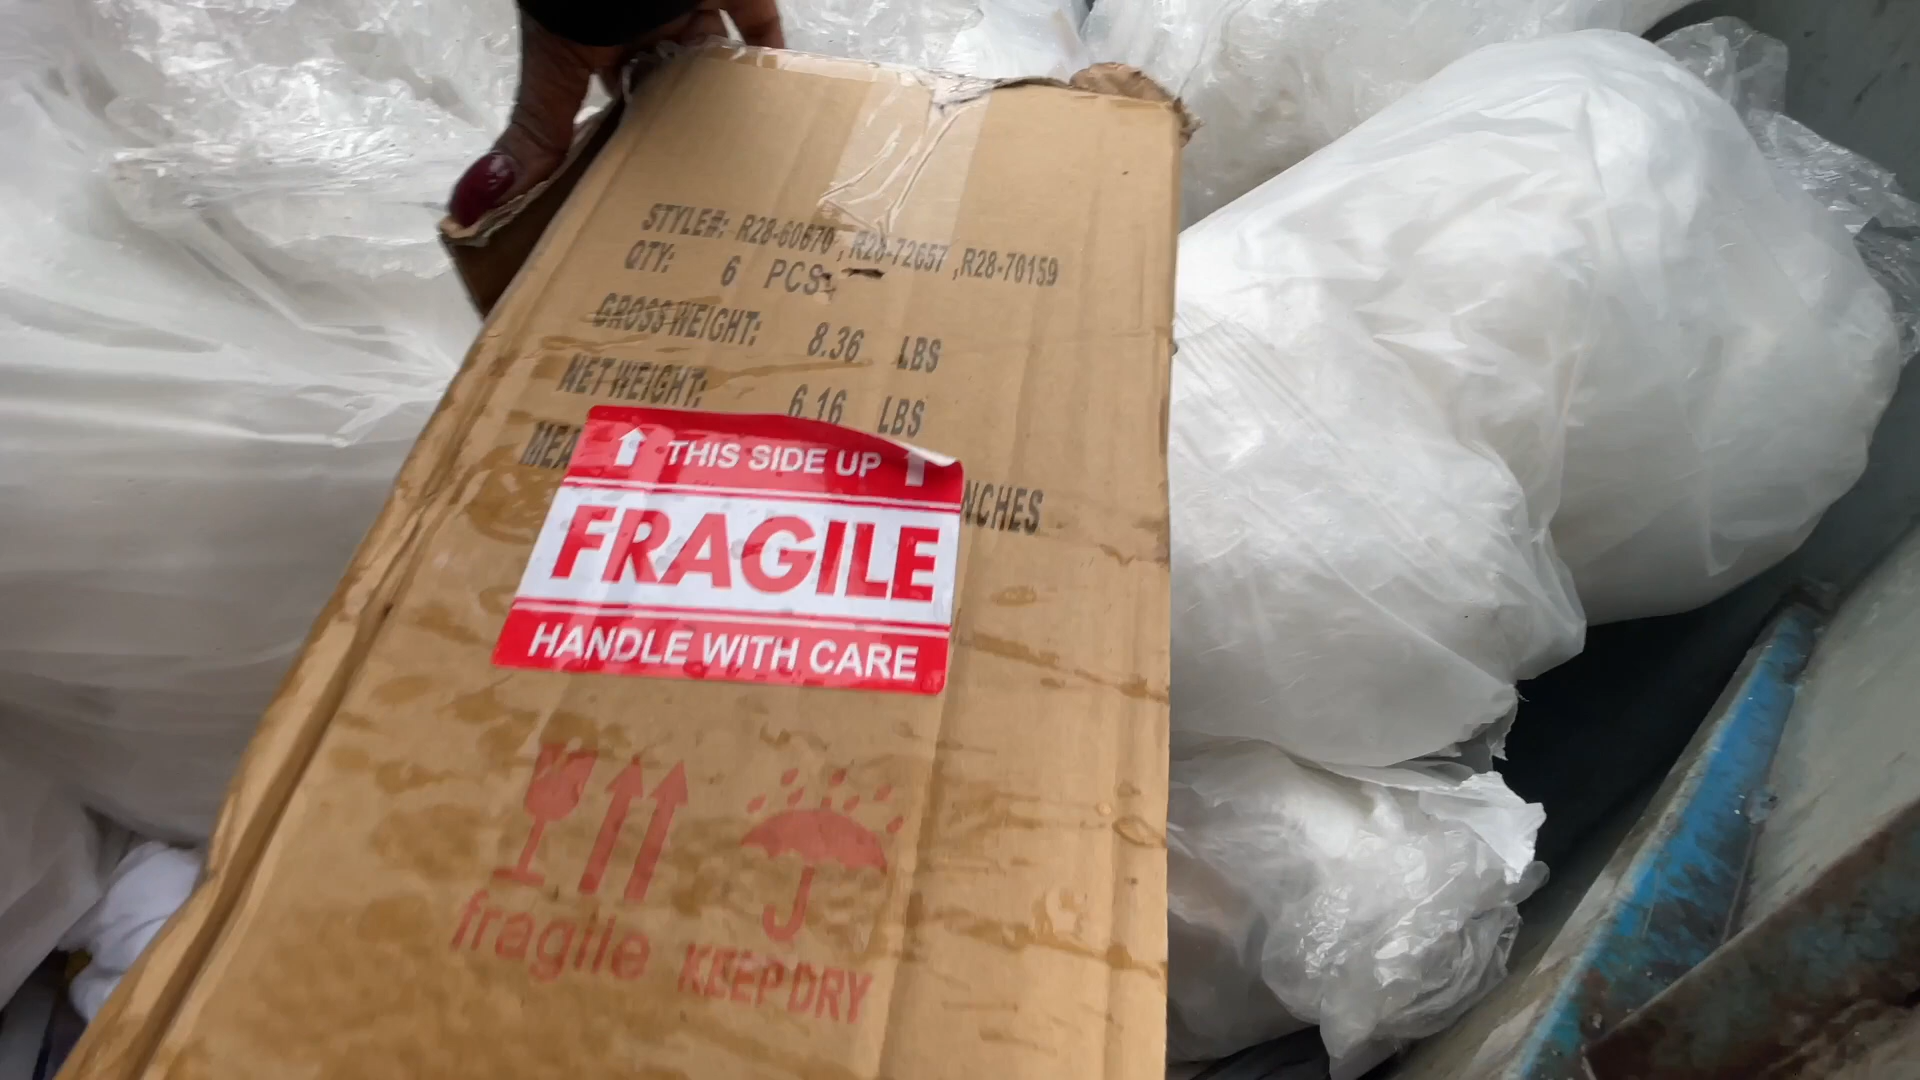 STYLE#: R28-60670 , R28-72657 ,R28-70159
QTY: 6 PCS
GROSS WEIGHT: 8.36 LBS
NET WEIGHT: 6.16 LBS
THIS SIDE UP
FRAGILE
HANDLE WITH CARE
fragile KEEP DRY